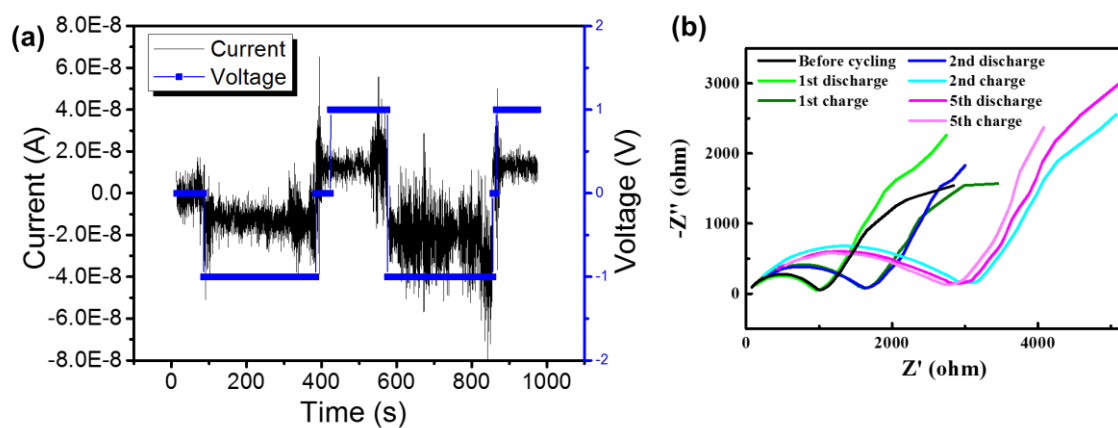 (a)
Current
Voltage
8.0E-8
6.0E-8
4.0E-8
2.0E-8
0.0
-2.0E-8
-4.0E-8
-6.0E-8
-8.0E-8
Current (A)
2
1
0
-1
-2
Voltage (V)
0 200 400 600 800 1000
Time (s)
(b)
Before cycling 2nd discharge
1st discharge 2nd charge
1st charge 5th discharge
5th charge
3000
2000
1000
0
-Z'' (ohm)
0 2000 4000
Z' (ohm)